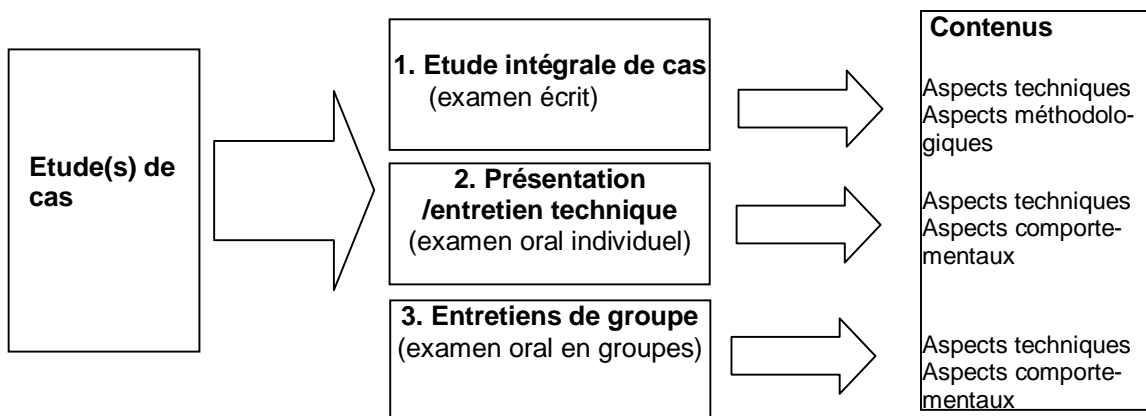 Etude(s) de
cas
1. Etude intégrale de cas
(examen écrit)
2. Présentation
/entretien technique
(examen oral individuel)
3. Entretiens de groupe
(examen oral en groupes)
Contenus
Aspects techniques
Aspects méthodolo-
giques
Aspects techniques
Aspects comporte-
mentaux
Aspects techniques
Aspects comporte-
mentaux